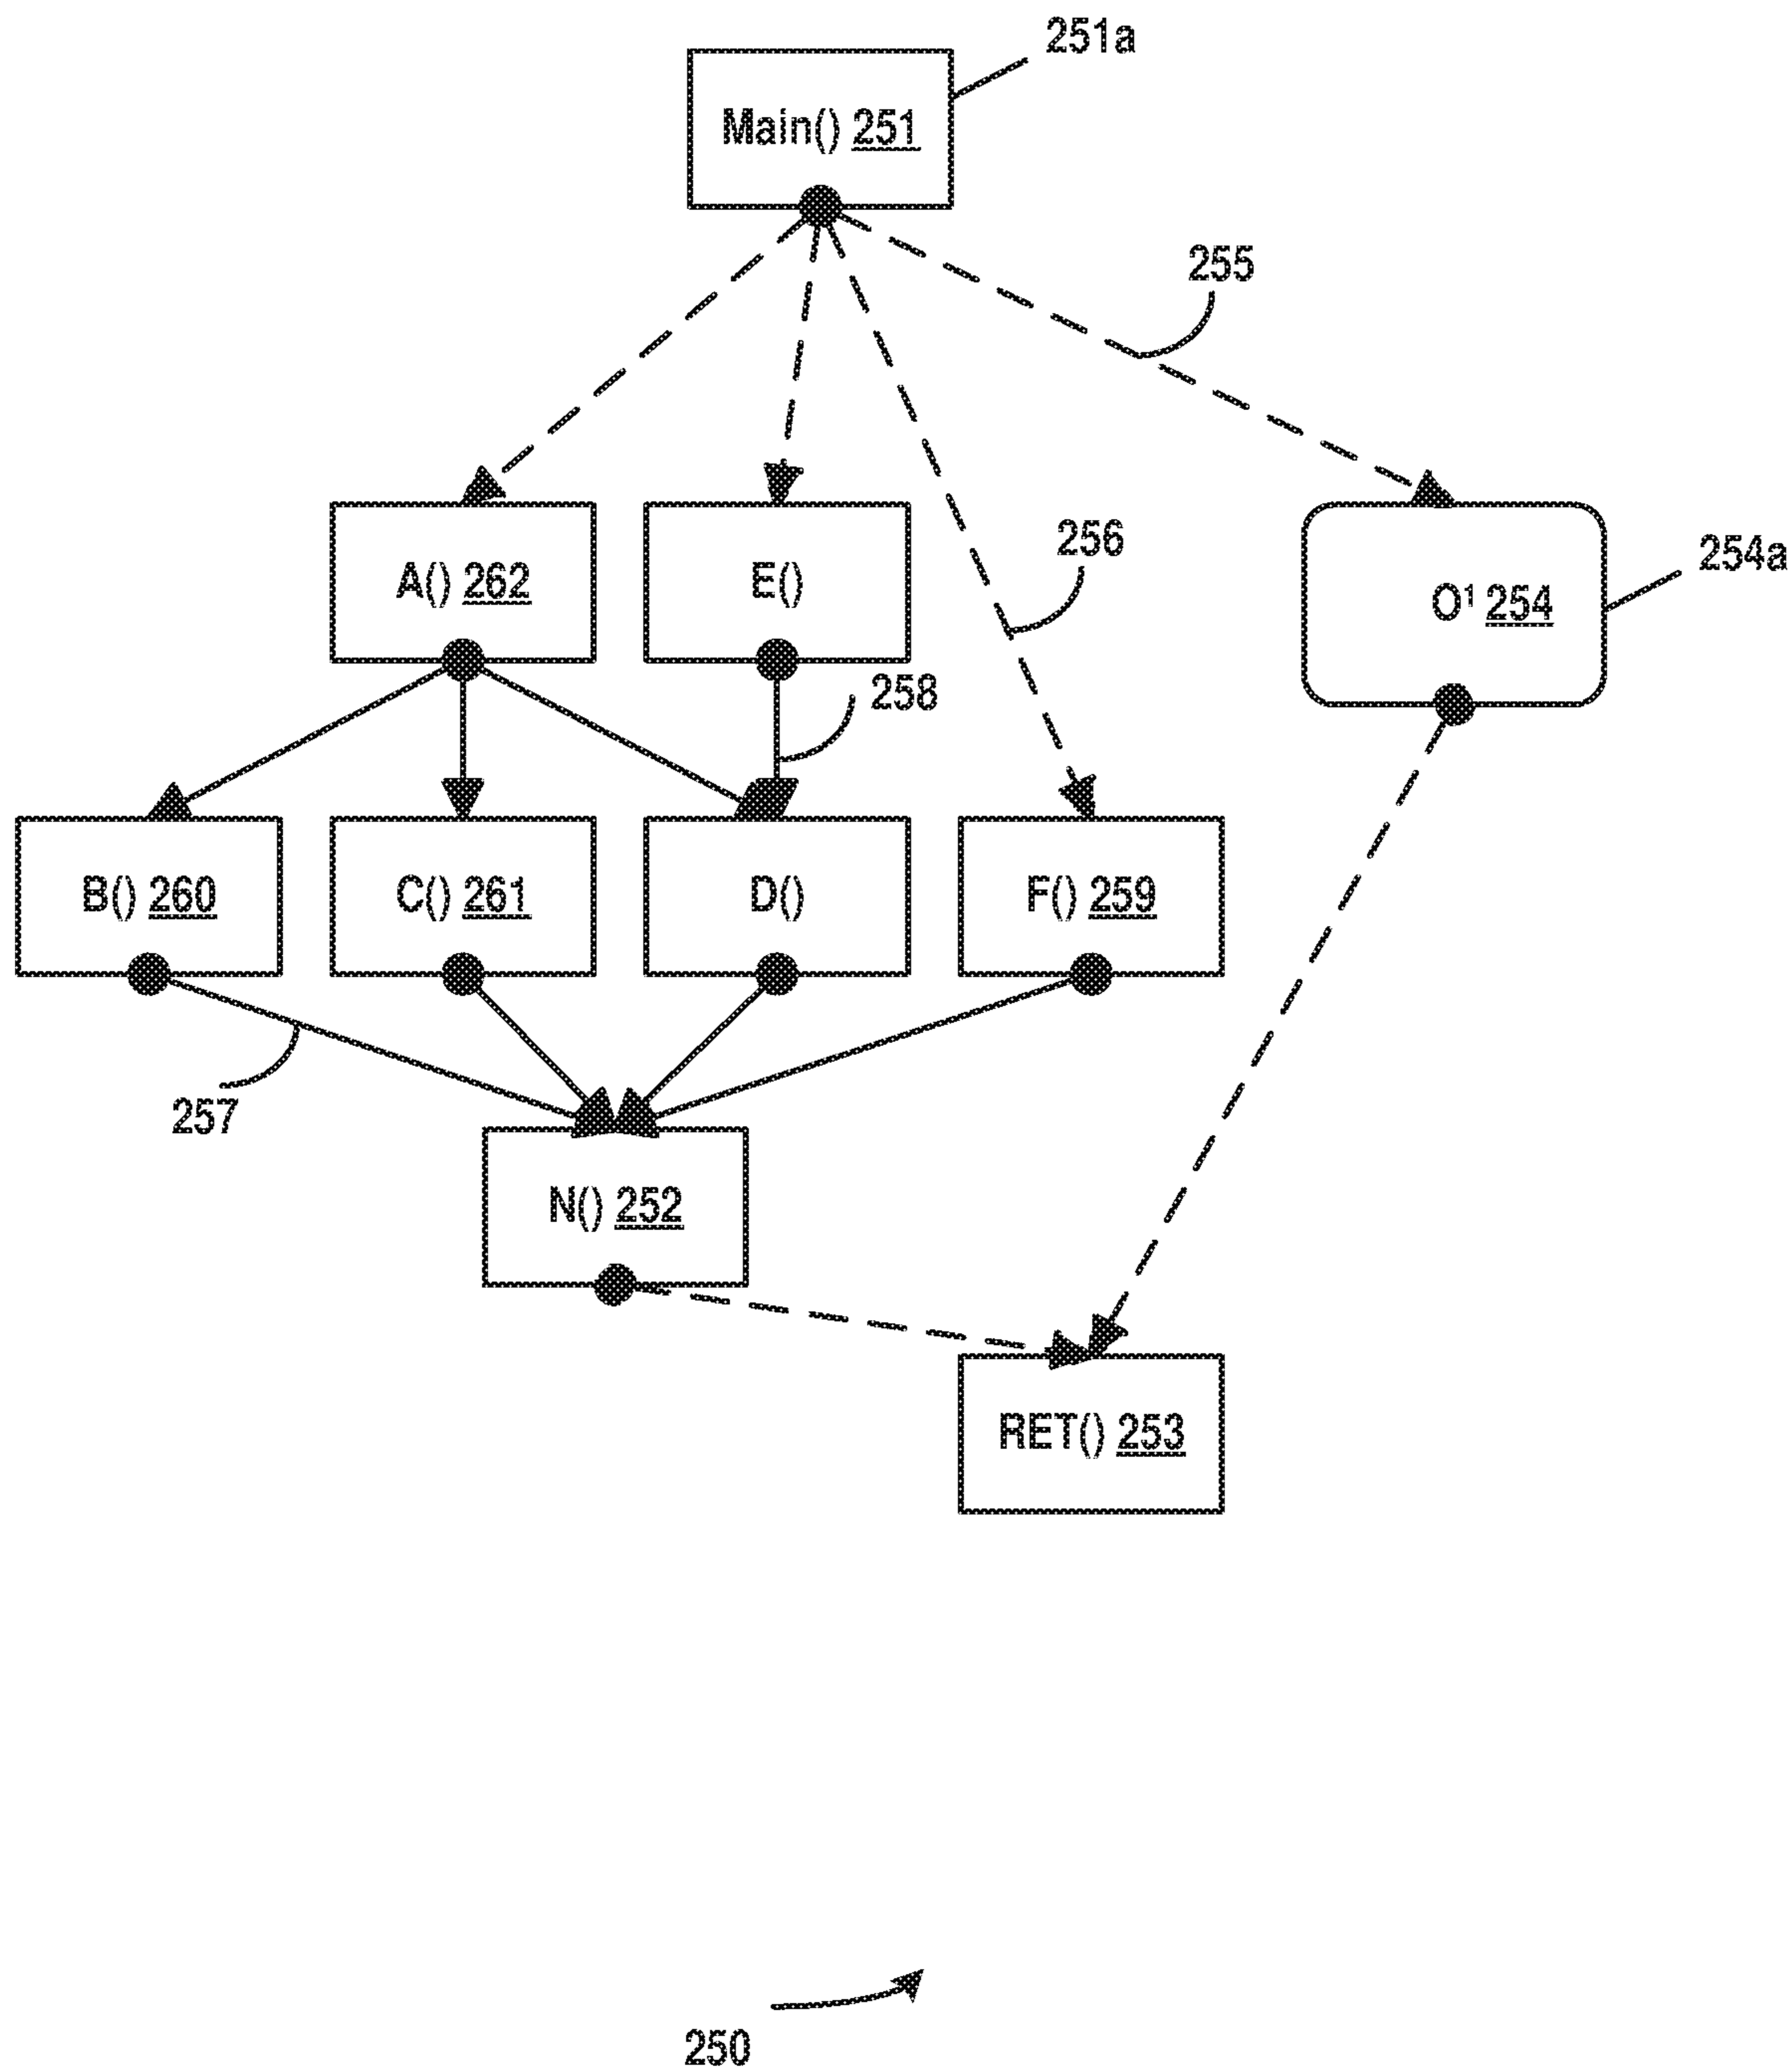 251a
Main() 251
255
256
A() 262
E()
O¹ 254
254a
258
B() 260
C() 261
D()
F() 259
257
N() 252
RET() 253
250